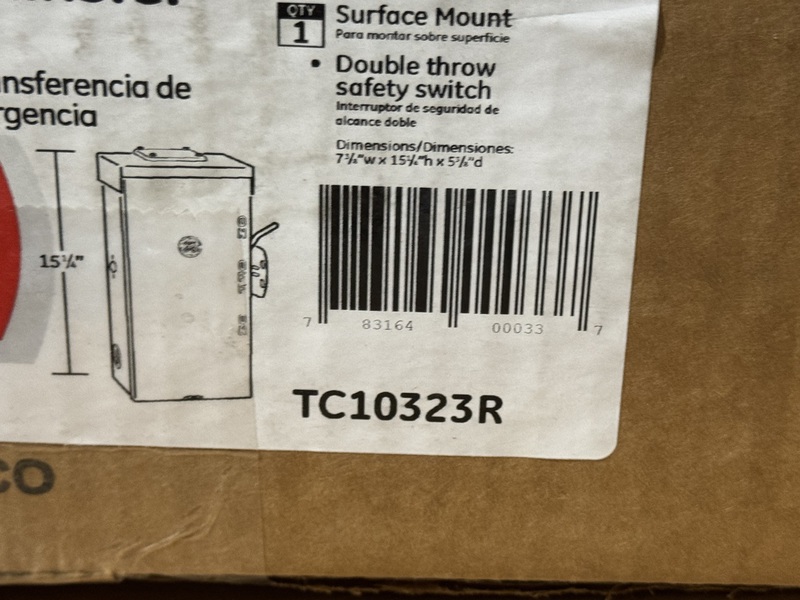 QTY
1
Surface Mount
Para montar sobre superficie
nsferencia de
rgencia
• Double throw
safety switch
Interruptor de seguridad de
alcance doble
Dimensions/Dimensiones:
15¼"
7 83164 00033 7
TC10323R
co